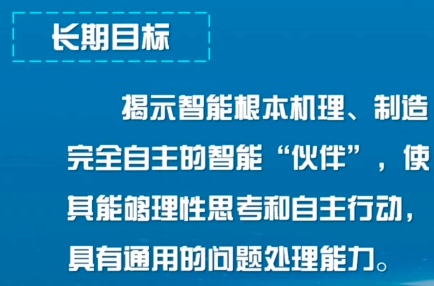 长期目标
揭示智能根本机理、制造
完全自主的智能“伙伴”，使
其能够理性思考和自主行动，
具有通用的问题处理能力。